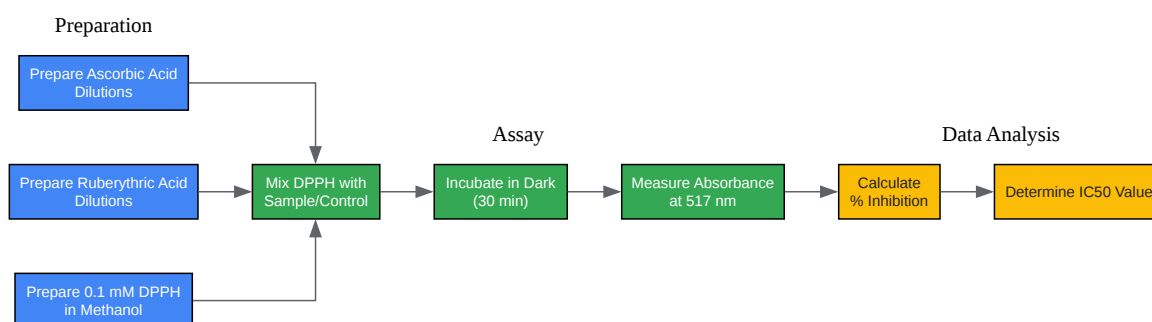 Preparation
Prepare Ascorbic Acid
Dilutions
Prepare Ruberythric Acid
Dilutions
Prepare 0.1 mM DPPH
in Methanol
Assay
Mix DPPH with
Sample/Control
Incubate in Dark
(30 min)
Measure Absorbance
at 517 nm
Data Analysis
Calculate
% Inhibition
Determine IC50 Value